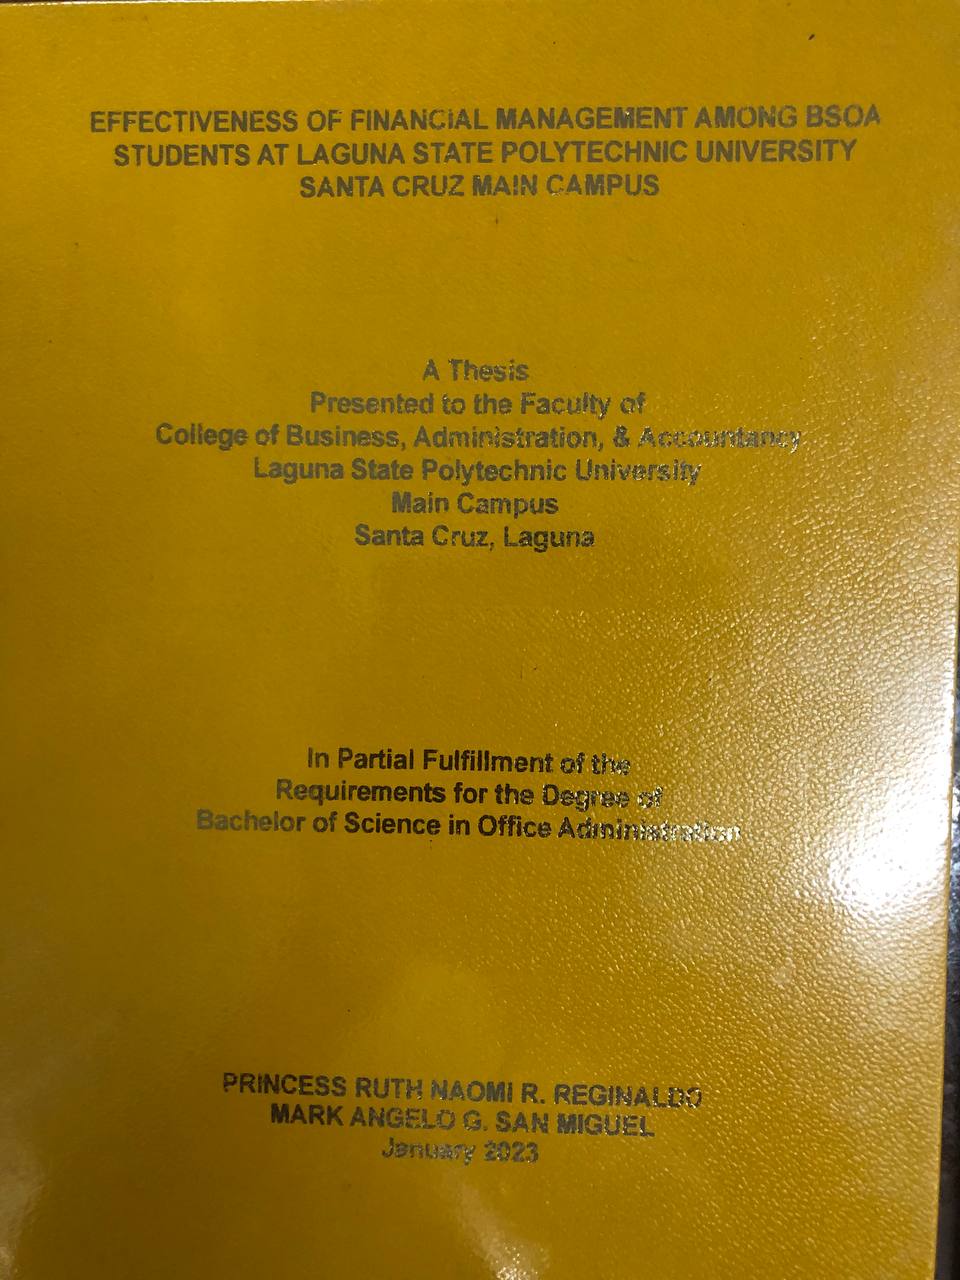 EFFECTIVENESS OF FINANCIAL MANAGEMENT AMONG BSOA
STUDENTS AT LAGUNA STATE POLYTECHNIC UNIVERSITY
SANTA CRUZ MAIN CAMPUS
A Thesis
Presented to the Faculty of
College of Business, Administration, & Accountancy
Laguna State Polytechnic University
Main Campus
Santa Cruz, Laguna
In Partial Fulfillment of the
Requirements for the Degree of
Bachelor of Science in Office Administration
PRINCESS RUTH NAOMI R. REGINALDO
MARK ANGELO G. SAN MIGUEL
January 2023